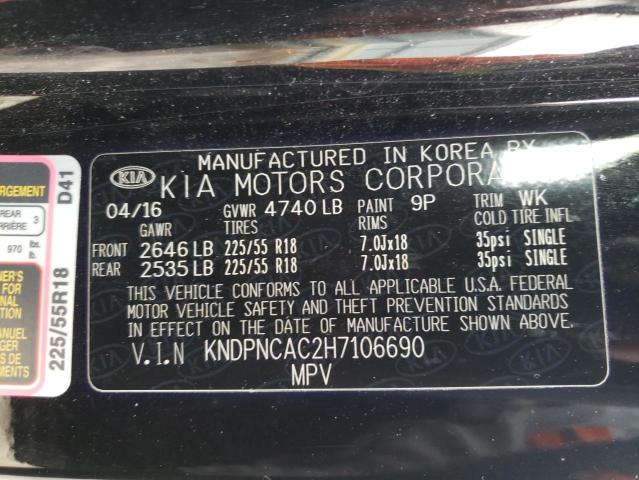 MANUFACTURED IN KOREA BY
KIA KIA MOTORS CORPORA
04/16 GVWR 4740 LB PAINT 9P TRIM WK
GAWR TIRES RIMS COLD TIRE INFL.
FRONT 2646 LB 225/55 R18 7.0Jx18 35psi SINGLE
REAR 2535 LB 225/55 R18 7.0Jx18 35psi SINGLE
THIS VEHICLE CONFORMS TO ALL APPLICABLE U.S.A. FEDERAL
MOTOR VEHICLE SAFETY AND THEFT PREVENTION STANDARDS
IN EFFECT ON THE DATE OF MANUFACTURE SHOWN ABOVE.
V.I.N KNDPNCAC2H7106690
MPV
225/55R18 D41
REAR 3
970 lbs.